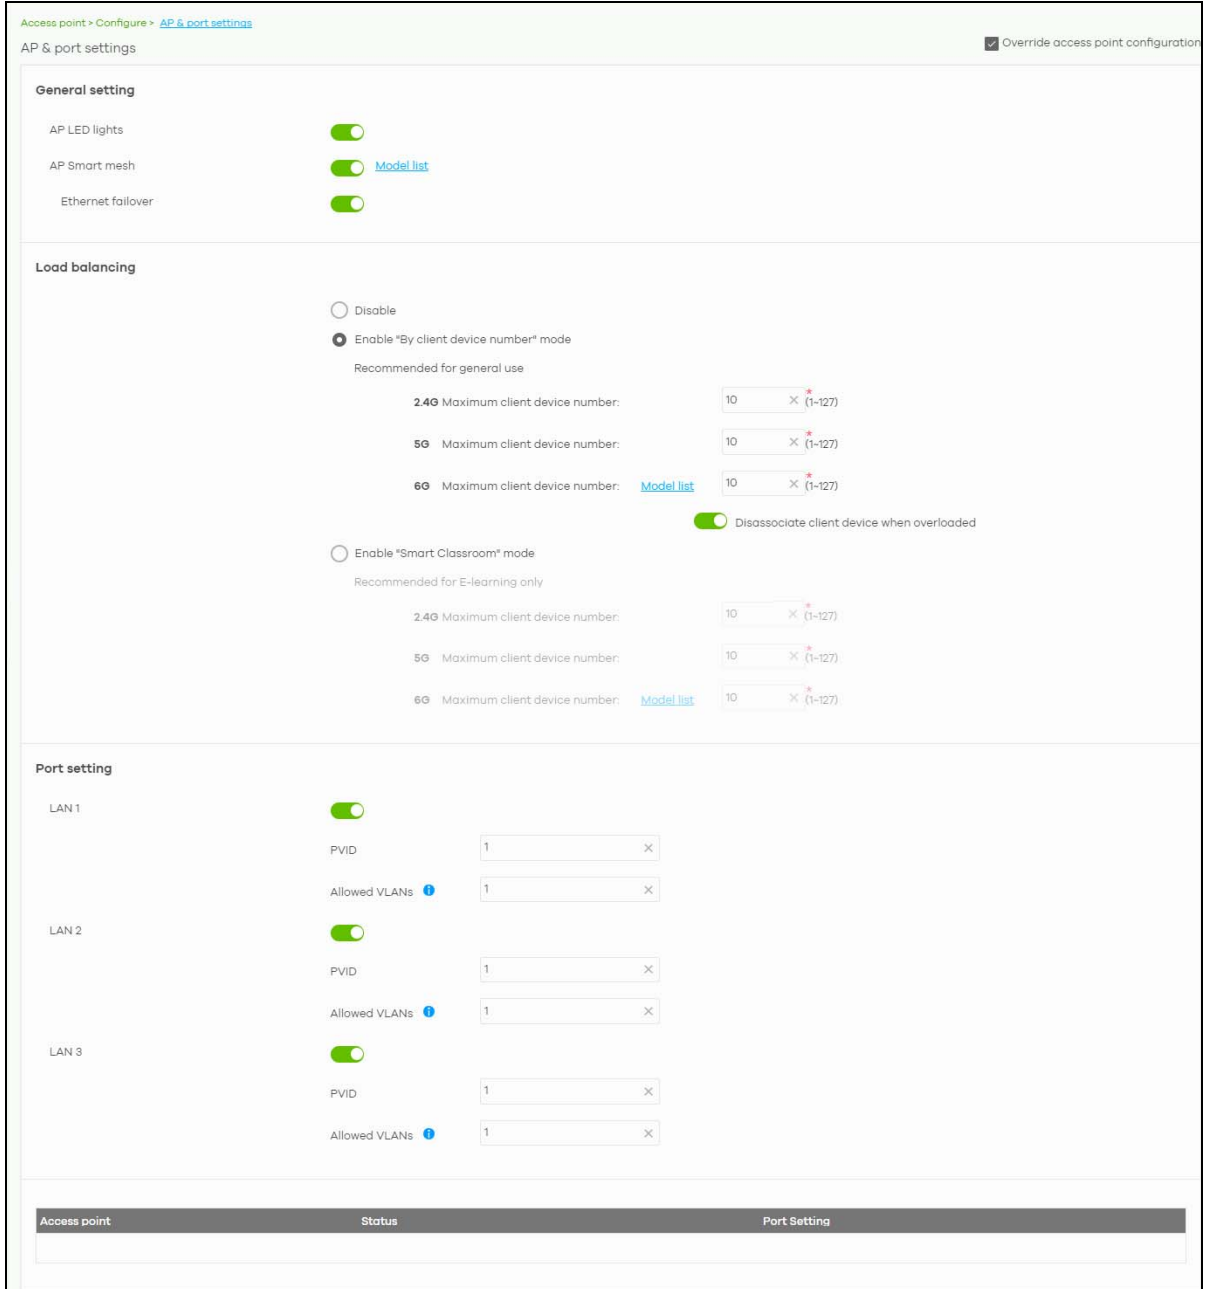 Access point > Configure > AP & port settings
AP & port settings
Override access point configuration
General setting
AP LED lights
AP Smart mesh Model list
Ethernet failover
Load balancing
Disable
Enable "By client device number" mode
Recommended for general use
2.4G Maximum client device number: 10 × * (1~127)
5G Maximum client device number: 10 × * (1~127)
6G Maximum client device number: Model list 10 × * (1~127)
Disassociate client device when overloaded
Enable "Smart Classroom" mode
Recommended for E-learning only
2.4G Maximum client device number: 10 × * (1~127)
5G Maximum client device number: 10 × * (1~127)
6G Maximum client device number: Model list 10 × * (1~127)
Port setting
LAN 1
PVID 1 ×
Allowed VLANs i 1 ×
LAN 2
PVID 1 ×
Allowed VLANs i 1 ×
LAN 3
PVID 1 ×
Allowed VLANs i 1 ×
Access point Status Port Setting